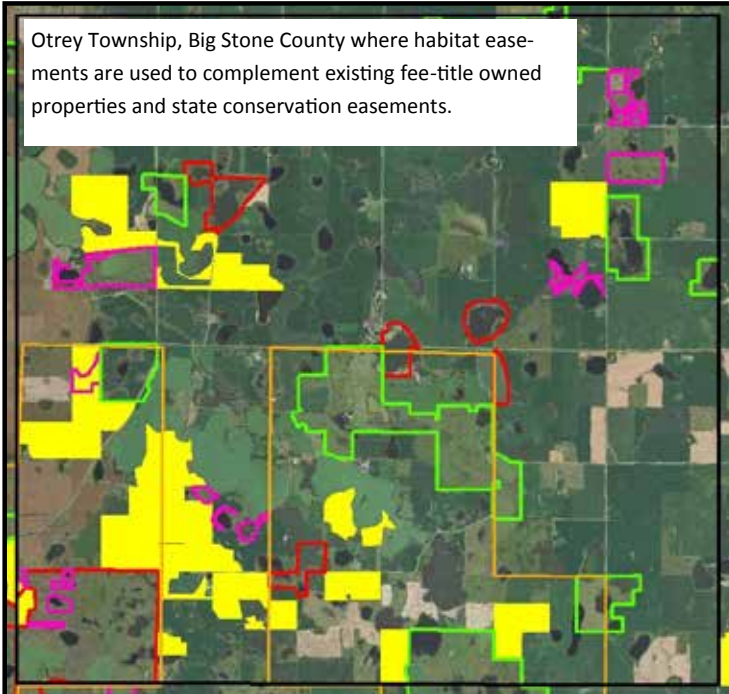 Otrey Township, Big Stone County where habitat ease-
ments are used to complement existing fee-title owned
properties and state conservation easements.